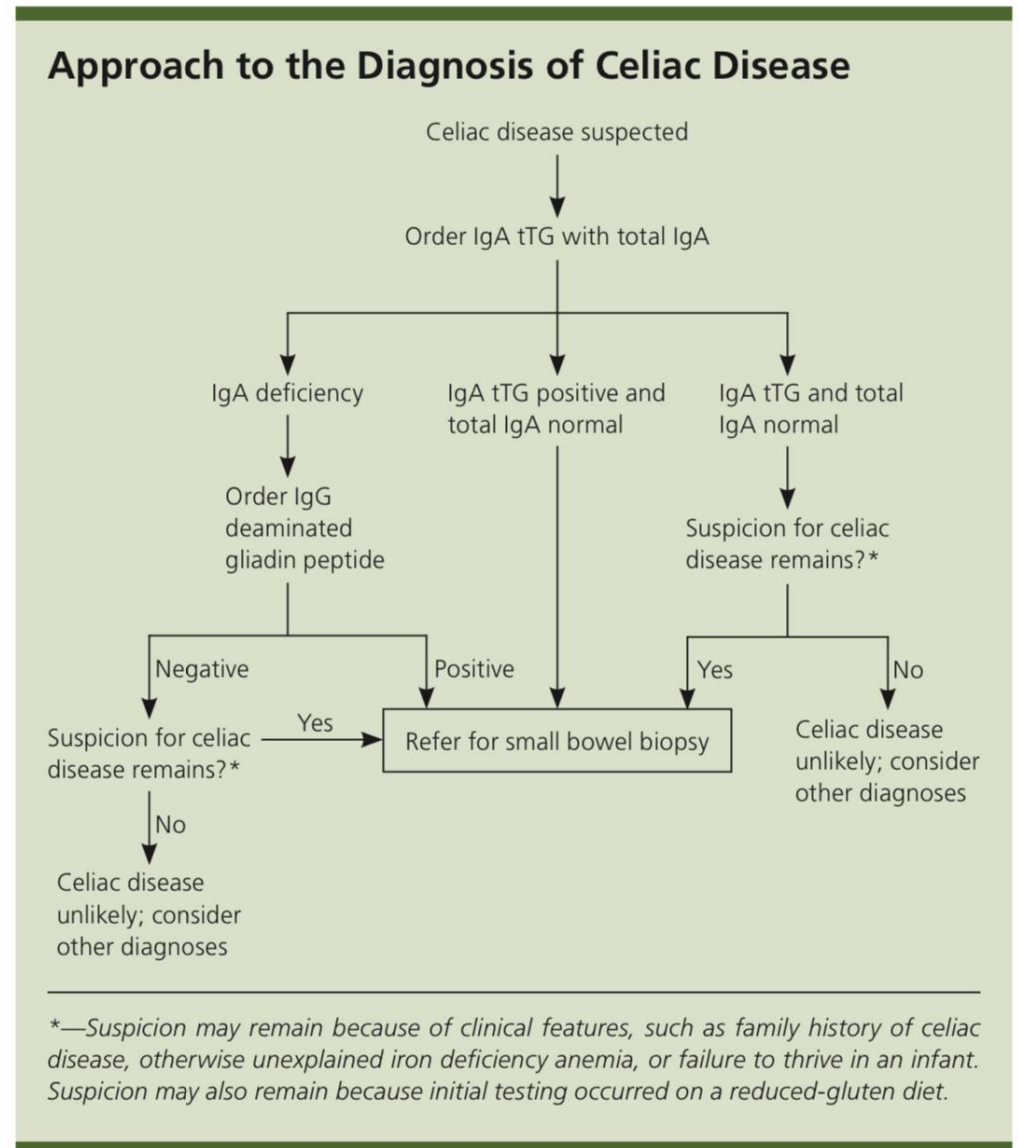 Approach to the Diagnosis of Celiac Disease
Celiac disease suspected
Order IgA tTG with total IgA
IgA deficiency
IgA tTG positive and
total IgA normal
IgA tTG and total
IgA normal
Order IgG
deaminated
gliadin peptide
Suspicion for celiac
disease remains?*
Negative
Positive
Yes
No
Suspicion for celiac
disease remains?*
Yes
Refer for small bowel biopsy
Celiac disease
unlikely; consider
other diagnoses
No
Celiac disease
unlikely; consider
other diagnoses
*—Suspicion may remain because of clinical features, such as family history of celiac
disease, otherwise unexplained iron deficiency anemia, or failure to thrive in an infant.
Suspicion may also remain because initial testing occurred on a reduced-gluten diet.